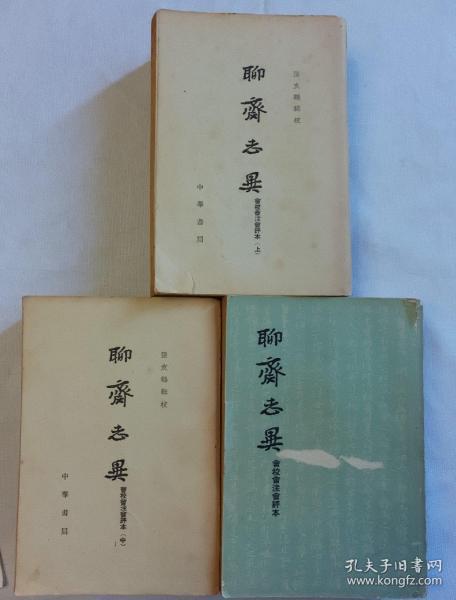 張友鶴輯校
聊齋志異
會校會注會評本（上）
中華書局
張友鶴輯校
聊齋志異
會校會注會評本（中）
中華書局
聊齋志異
會校會注會評本
孔夫子旧书网
www.kongfz.com